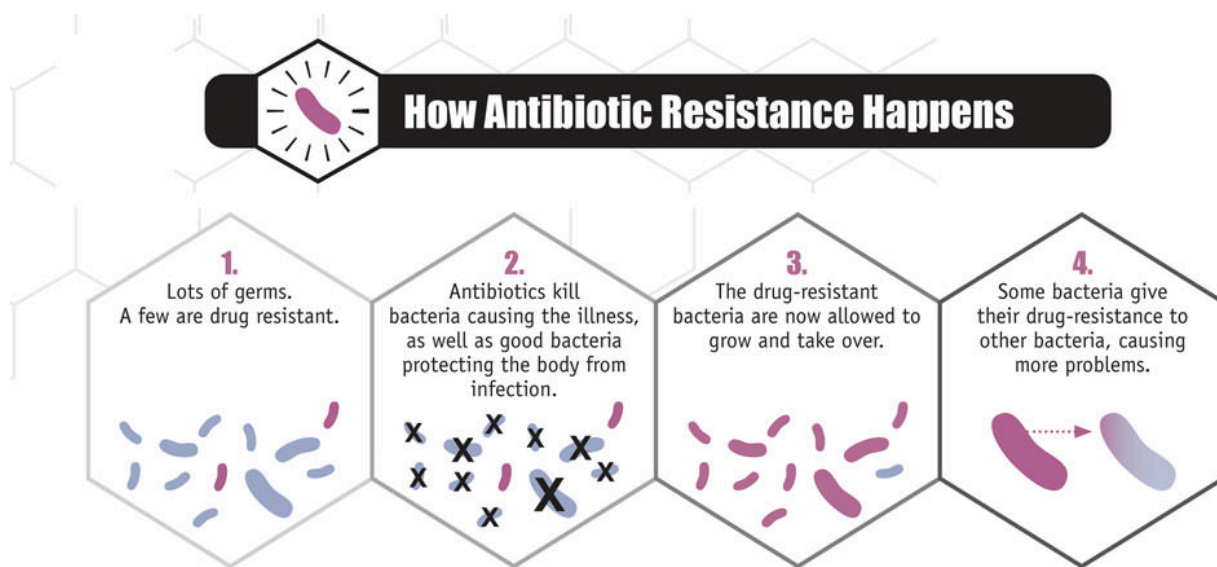 How Antibiotic Resistance Happens
1.
Lots of germs.
A few are drug resistant.
2.
Antibiotics kill
bacteria causing the illness,
as well as good bacteria
protecting the body from
infection.
X X X X X X X X X X
3.
The drug-resistant
bacteria are now allowed to
grow and take over.
4.
Some bacteria give
their drug-resistance to
other bacteria, causing
more problems.